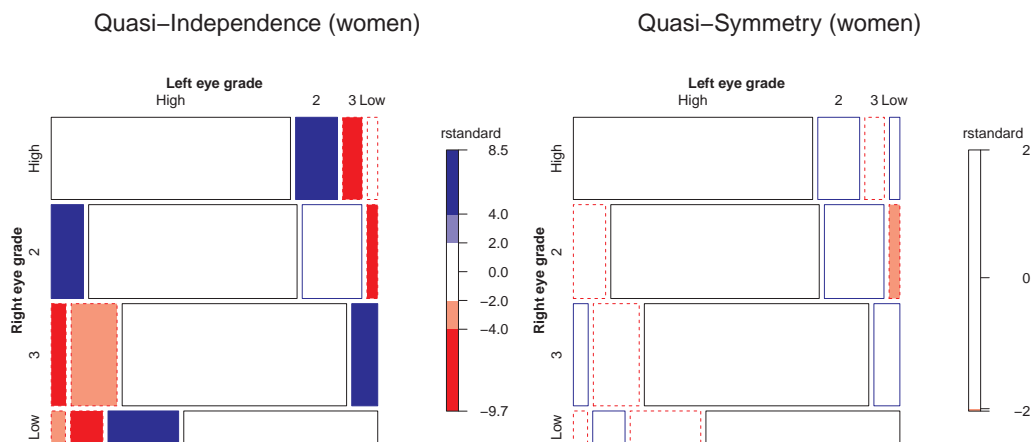 Quasi−Independence (women)
Left eye grade
High 2 3 Low
Right eye grade
High
2
3
Low
rstandard
8.5
4.0
2.0
0.0
−2.0
−4.0
−9.7
Quasi−Symmetry (women)
Left eye grade
High 2 3 Low
Right eye grade
High
2
3
Low
rstandard
2
0
−2